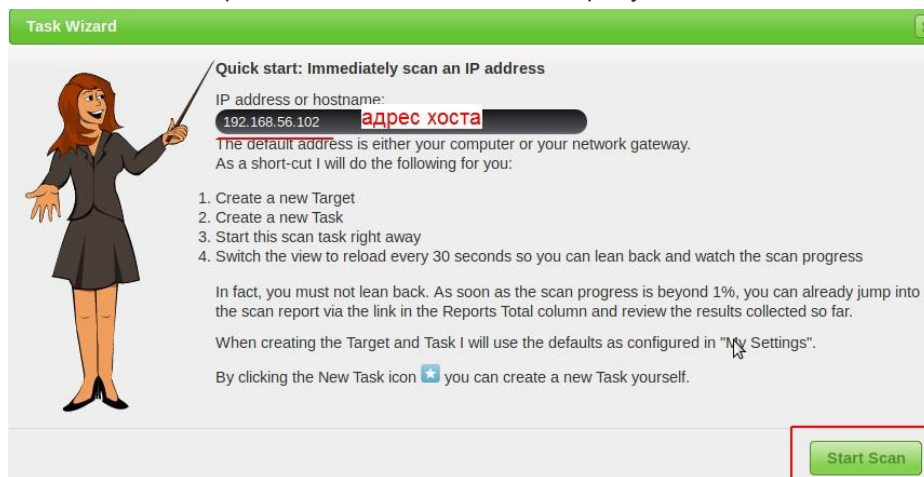 Task Wizard
Quick start: Immediately scan an IP address
IP address or hostname:
192.168.56.102 адрес хоста
The default address is either your computer or your network gateway.
As a short-cut I will do the following for you:
1. Create a new Target
2. Create a new Task
3. Start this scan task right away
4. Switch the view to reload every 30 seconds so you can lean back and watch the scan progress
In fact, you must not lean back. As soon as the scan progress is beyond 1%, you can already jump into
the scan report via the link in the Reports Total column and review the results collected so far.
When creating the Target and Task I will use the defaults as configured in "My Settings".
By clicking the New Task icon you can create a new Task yourself.
Start Scan